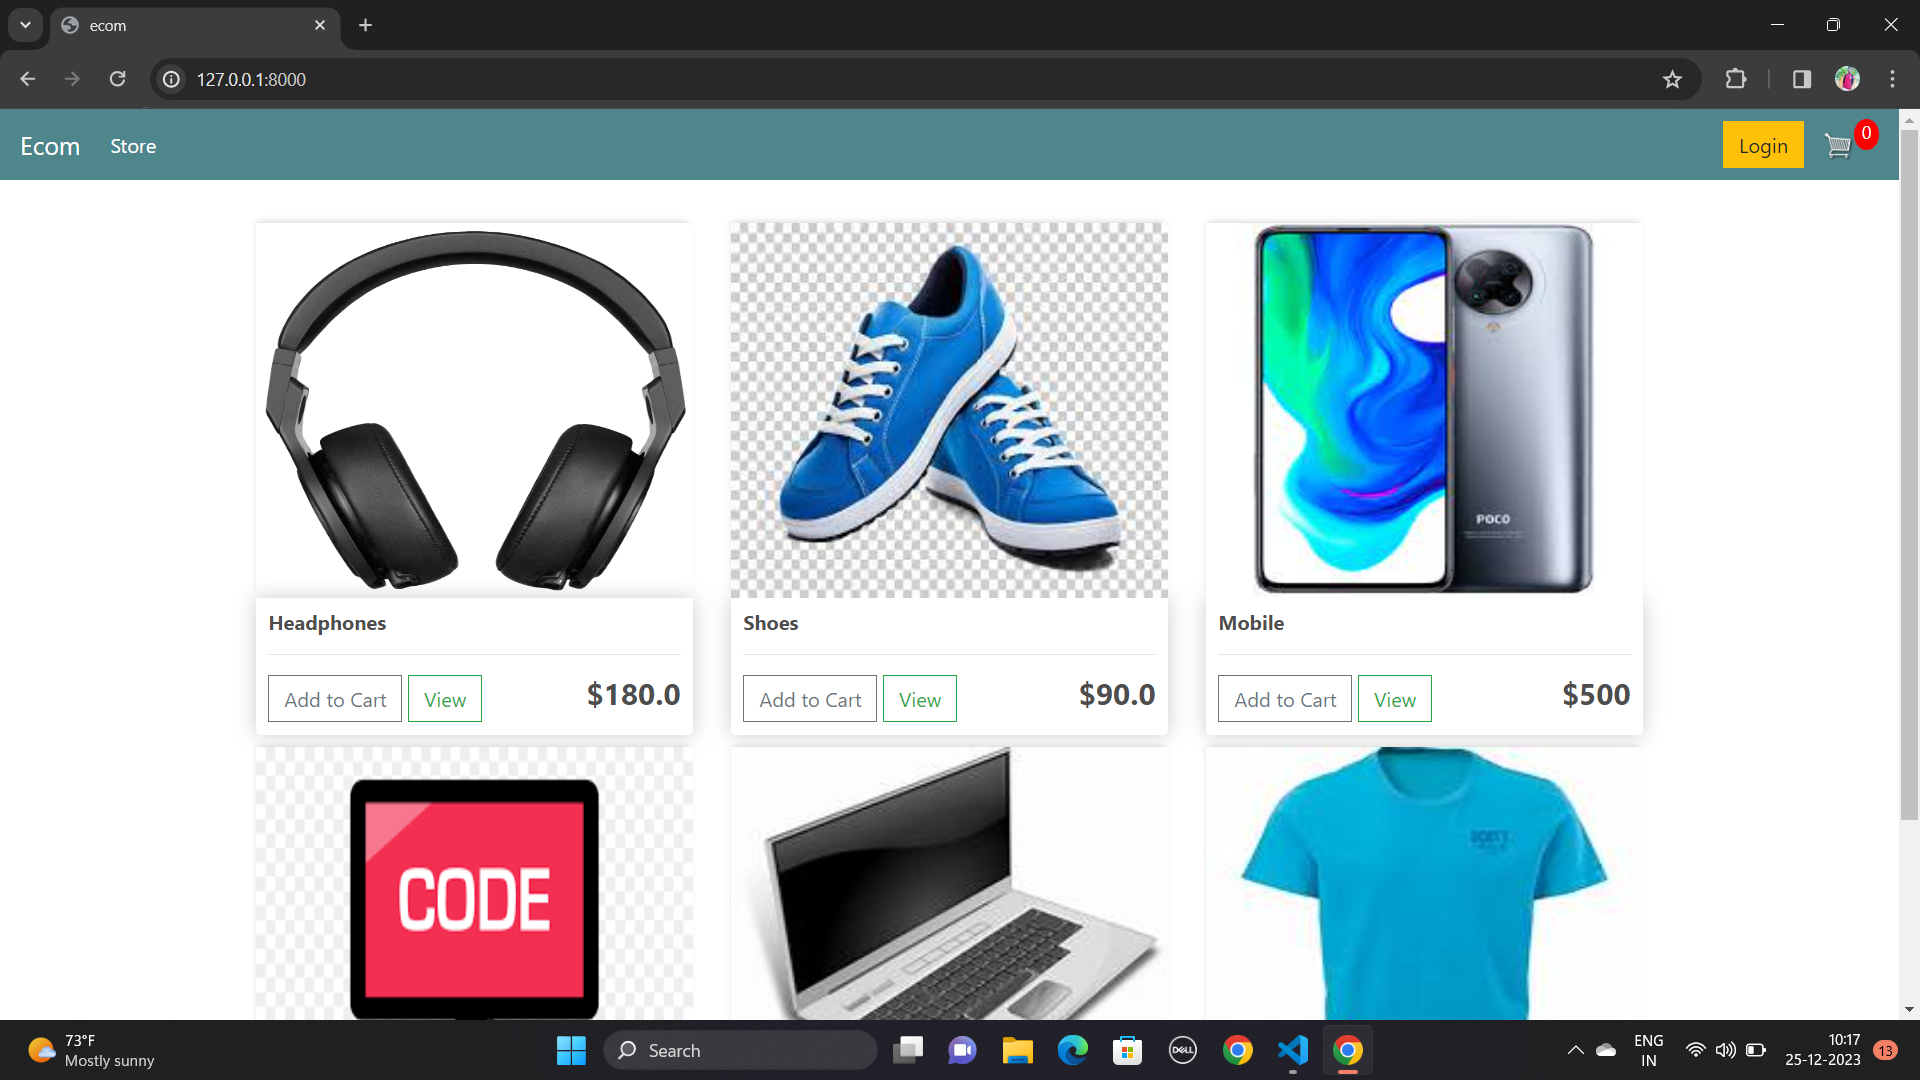 ecom
127.0.0.1:8000
Ecom Store Login 0
POCO
Headphones
Add to Cart View $180.0
Shoes
Add to Cart View $90.0
Mobile
Add to Cart View $500
CODE
73°F
Mostly sunny
Search
DELL
ENG
IN
10:17
25-12-2023
13